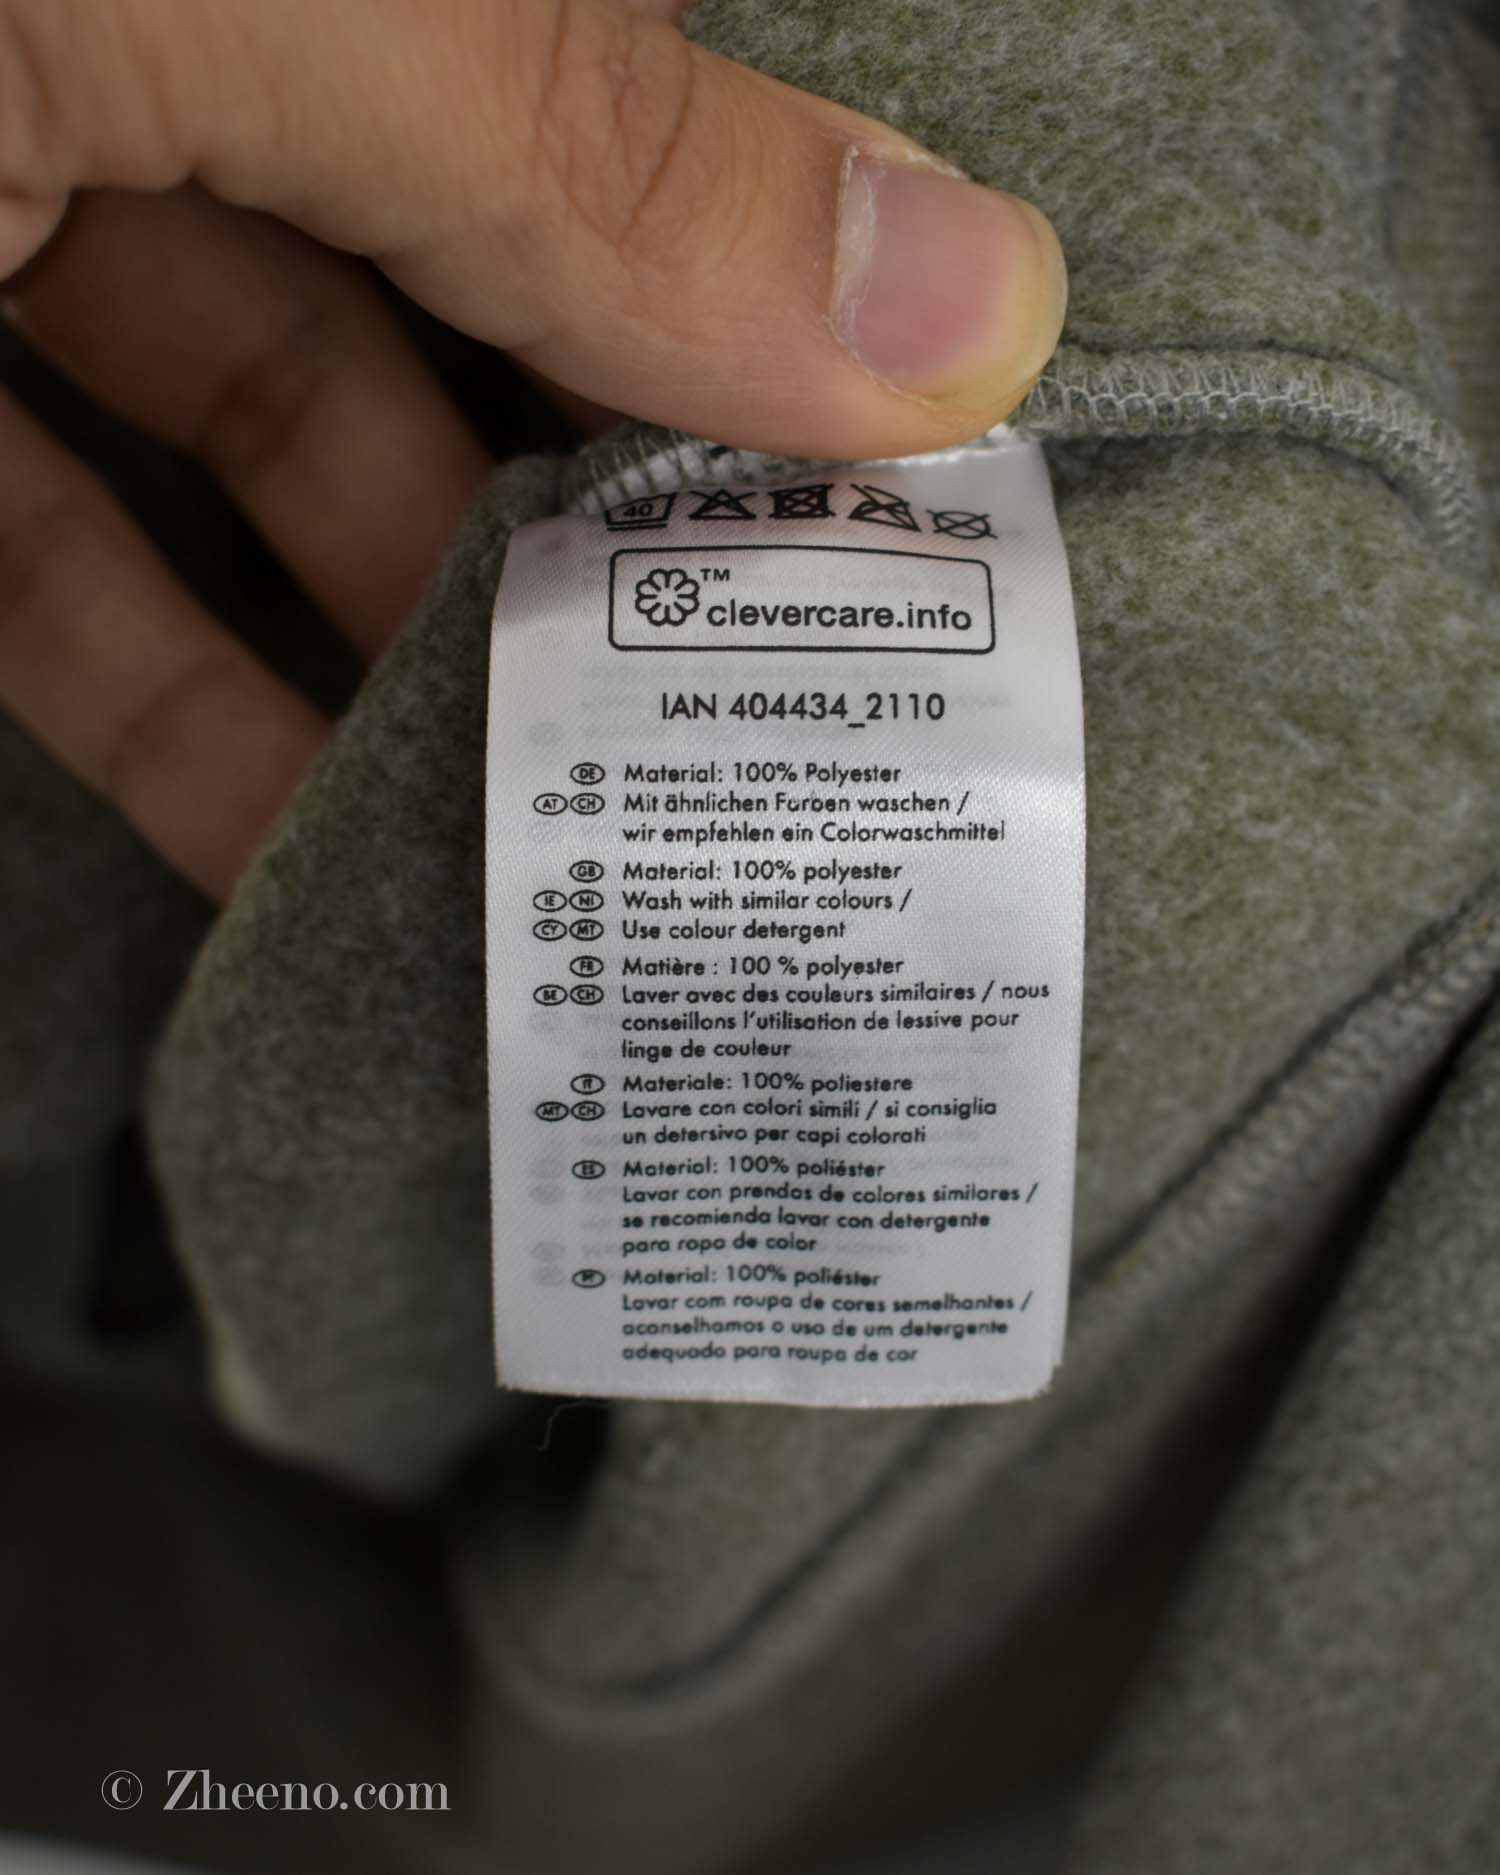 40
™
clevercare.info
IAN 404434_2110
DE Material: 100% Polyester
AT CH Mit ähnlichen Farben waschen /
wir empfehlen ein Colorwaschmittel
GB Material: 100% polyester
IE NI Wash with similar colours /
CY MT Use colour detergent
FR Matière : 100 % polyester
BE CH Laver avec des couleurs similaires / nous
conseillons l'utilisation de lessive pour
linge de couleur
IT Materiale: 100% poliestere
MT CH Lavare con colori simili / si consiglia
un detersivo per capi colorati
ES Material: 100% poliéster
Lavar con prendas de colores similares /
se recomienda lavar con detergente
para ropa de color
PT Material: 100% poliéster
Lavar com roupa de cores semelhantes /
aconselhamos o uso de um detergente
adequado para roupa de cor
© Zheeno.com